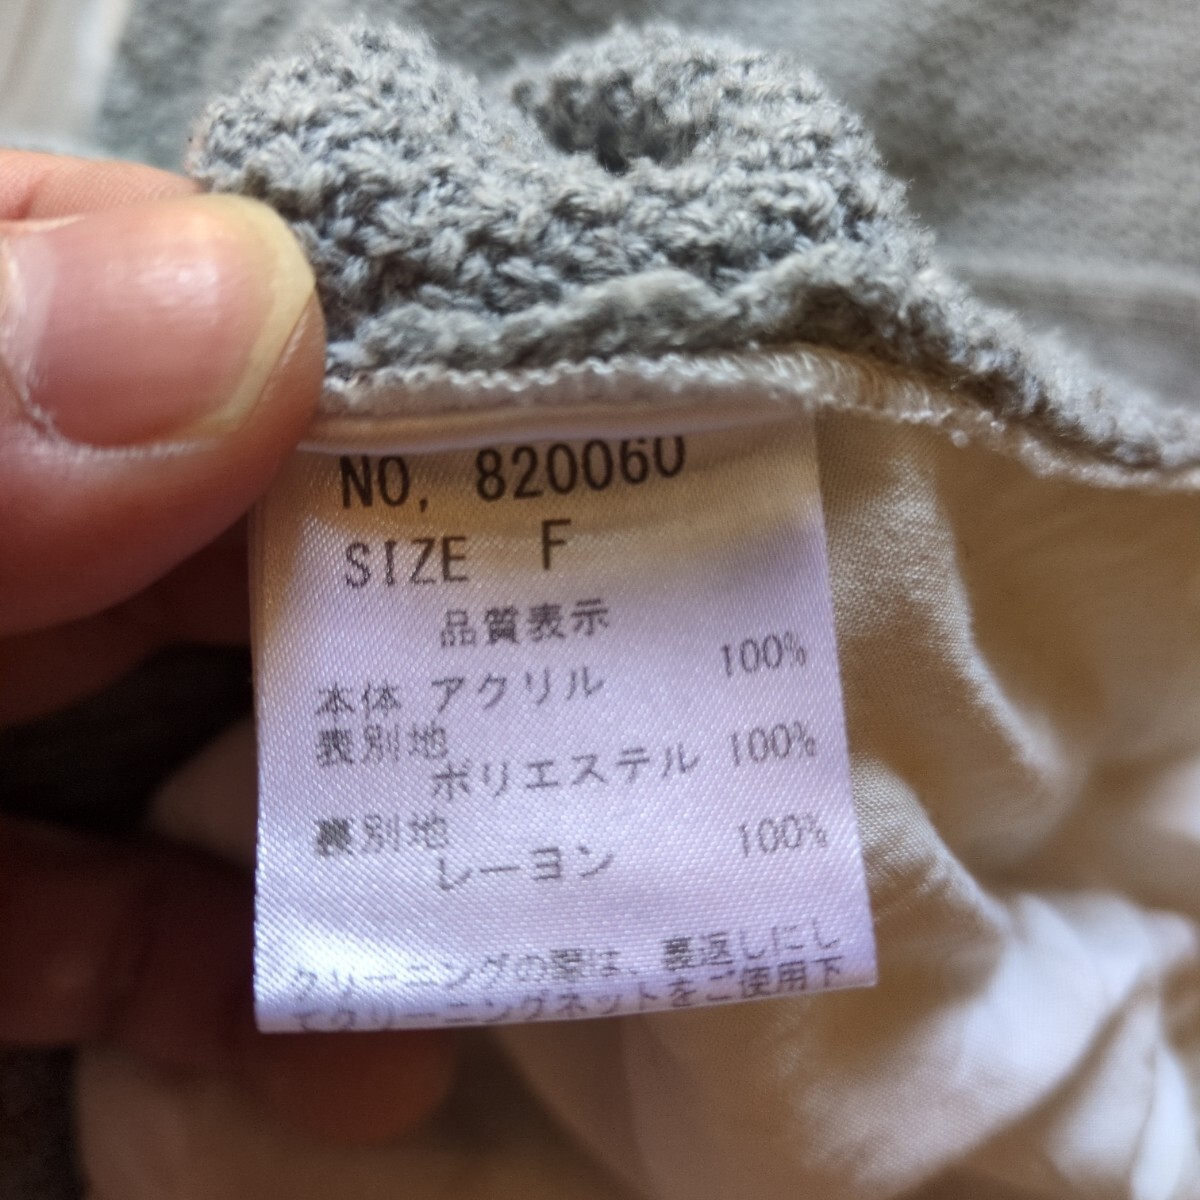 NO, 820060
SIZE F
品質表示
本体 アクリル 100%
表別地
ポリエステル 100%
裏別地
レーヨン 100%
クリーニングの際は、裏返しにし
てクリーニングネットをご使用下